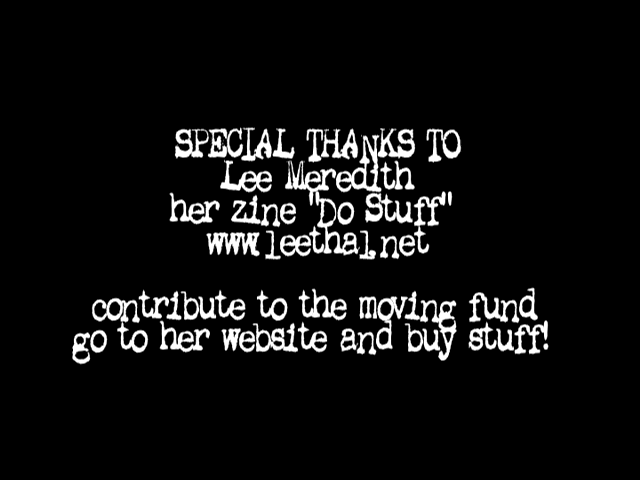 SPECIAL THANKS TO
Lee Meredith
her zine "Do Stuff"
www.leethal.net
contribute to the moving fund
go to her website and buy stuff!